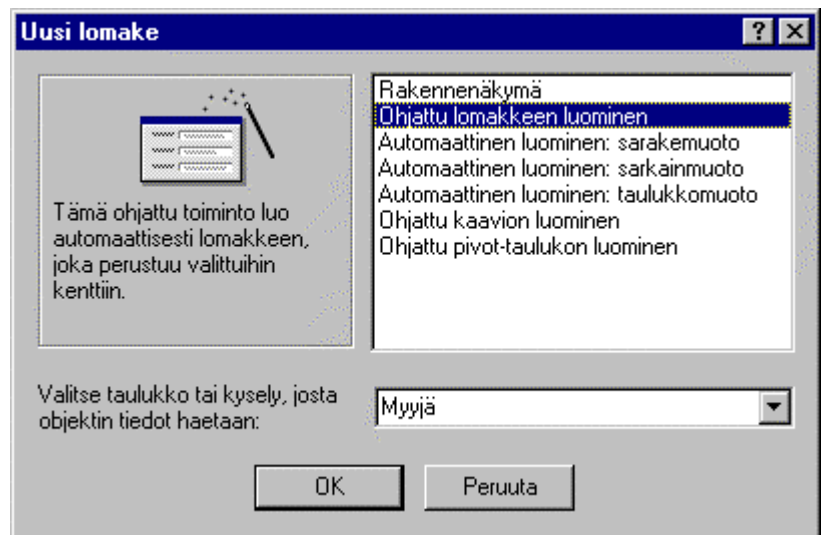 Uusi lomake
Tämä ohjattu toiminto luo
automaattisesti lomakkeen,
joka perustuu valittuihin
kenttiin.
Rakennenäkymä
Ohjattu lomakkeen luominen
Automaattinen luominen: sarakemuoto
Automaattinen luominen: sarkainmuoto
Automaattinen luominen: taulukkomuoto
Ohjattu kaavion luominen
Ohjattu pivot-taulukon luominen
Valitse taulukko tai kysely, josta
objektin tiedot haetaan:
Myyjä
OK
Peruuta